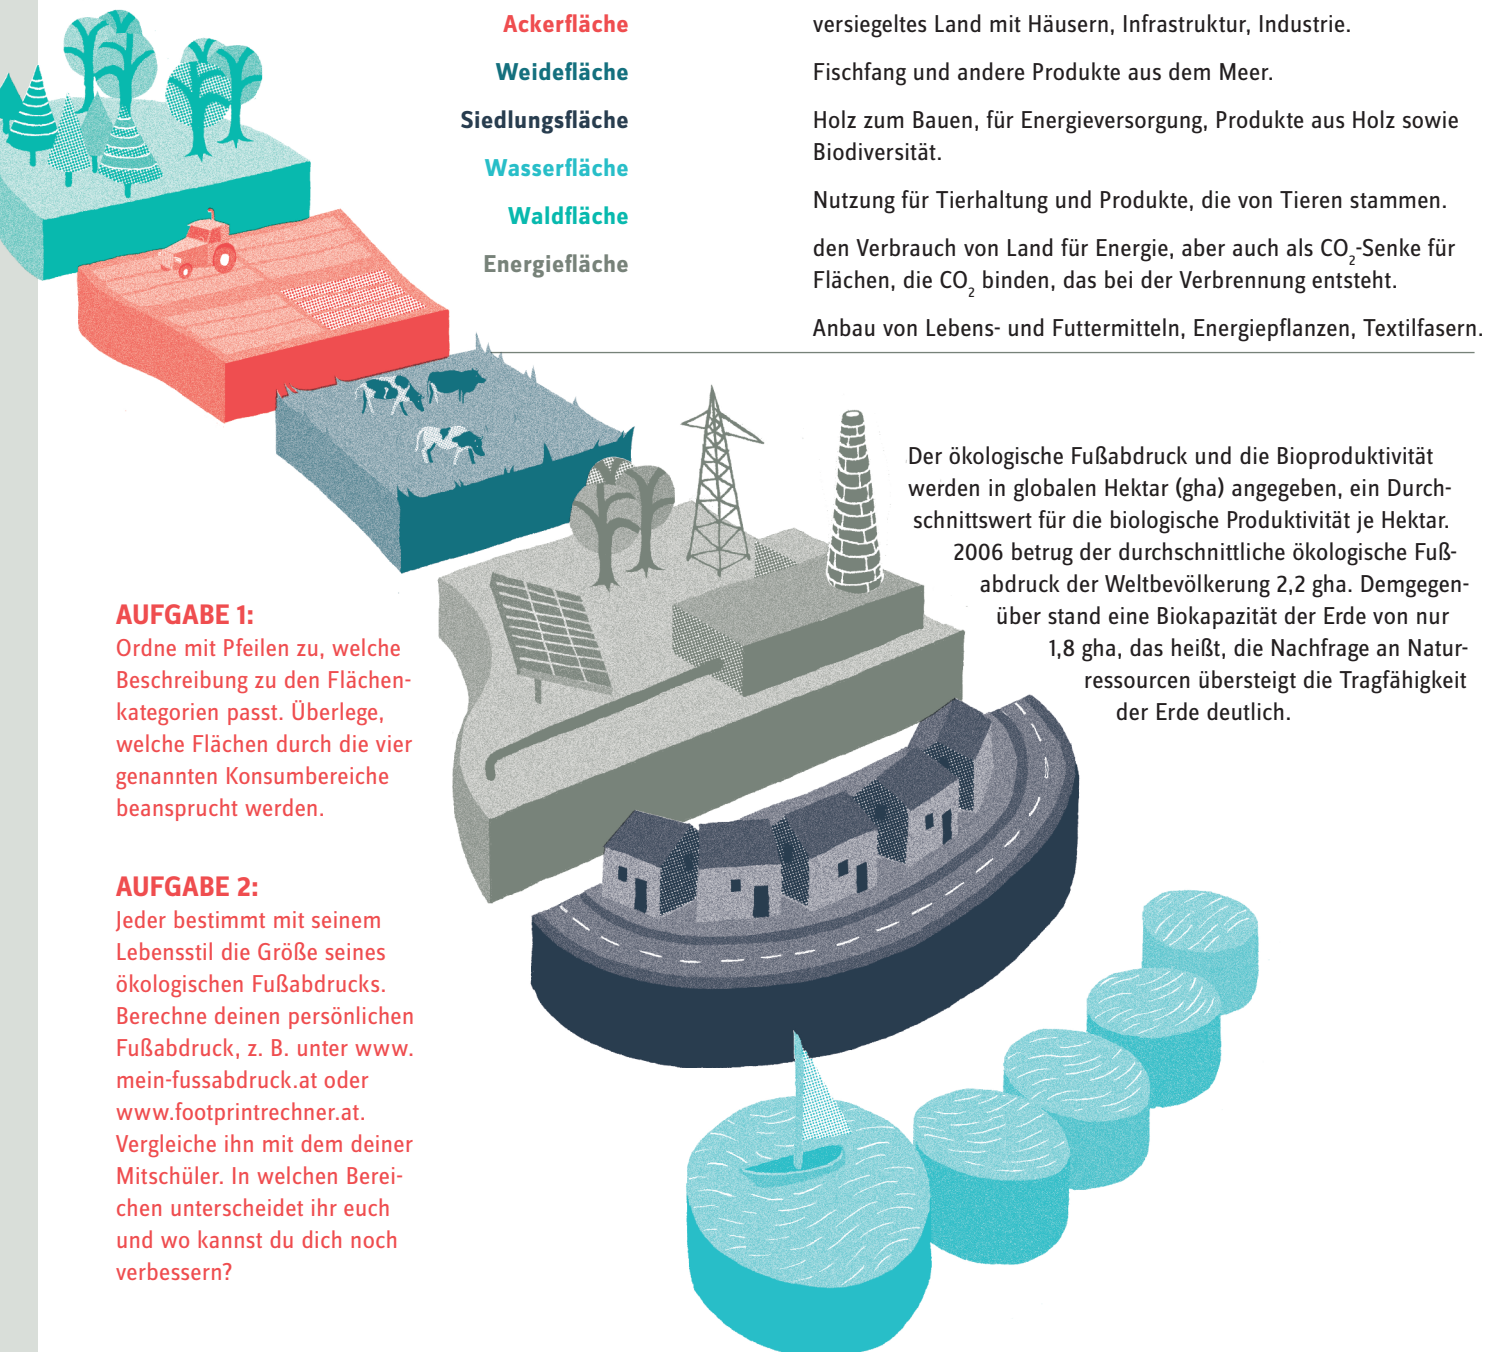 Ackerfläche
Weidefläche
Siedlungsfläche
Wasserfläche
Waldfläche
Energiefläche
versiegeltes Land mit Häusern, Infrastruktur, Industrie.
Fischfang und andere Produkte aus dem Meer.
Holz zum Bauen, für Energieversorgung, Produkte aus Holz sowie
Biodiversität.
Nutzung für Tierhaltung und Produkte, die von Tieren stammen.
den Verbrauch von Land für Energie, aber auch als CO₂-Senke für
Flächen, die CO₂ binden, das bei der Verbrennung entsteht.
Anbau von Lebens- und Futtermitteln, Energiepflanzen, Textilfasern.
Der ökologische Fußabdruck und die Bioproduktivität
werden in globalen Hektar (gha) angegeben, ein Durch-
schnittswert für die biologische Produktivität je Hektar.
2006 betrug der durchschnittliche ökologische Fuß-
abdruck der Weltbevölkerung 2,2 gha. Demgegen-
über stand eine Biokapazität der Erde von nur
1,8 gha, das heißt, die Nachfrage an Natur-
ressourcen übersteigt die Tragfähigkeit
der Erde deutlich.
AUFGABE 1:
Ordne mit Pfeilen zu, welche
Beschreibung zu den Flächen-
kategorien passt. Überlege,
welche Flächen durch die vier
genannten Konsumbereiche
beansprucht werden.
AUFGABE 2:
Jeder bestimmt mit seinem
Lebensstil die Größe seines
ökologischen Fußabdrucks.
Berechne deinen persönlichen
Fußabdruck, z. B. unter www.
mein-fussabdruck.at oder
www.footprintrechner.at.
Vergleiche ihn mit dem deiner
Mitschüler. In welchen Berei-
chen unterscheidet ihr euch
und wo kannst du dich noch
verbessern?